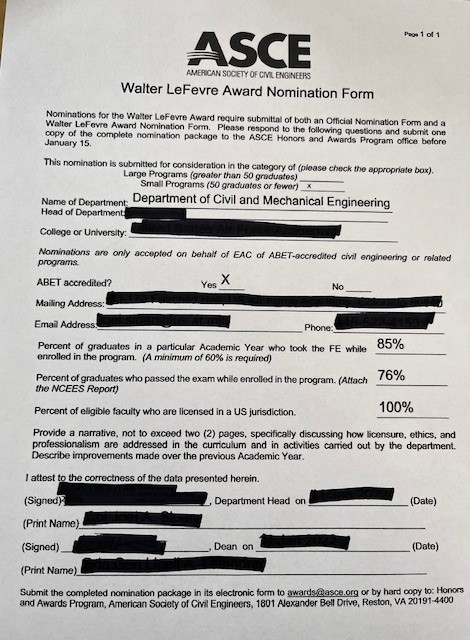 Page 1 of 1
ASCE
AMERICAN SOCIETY OF CIVIL ENGINEERS
Walter LeFevre Award Nomination Form
Nominations for the Walter LeFevre Award require submittal of both an Official Nomination Form and a
Walter LeFevre Award Nomination Form. Please respond to the following questions and submit one
copy of the complete nomination package to the ASCE Honors and Awards Program office before
January 15.
This nomination is submitted for consideration in the category of (please check the appropriate box).
Large Programs (greater than 50 graduates)
Small Programs (50 graduates or fewer) x
Name of Department: Department of Civil and Mechanical Engineering
Head of Department:
College or University:
Nominations are only accepted on behalf of EAC of ABET-accredited civil engineering or related
programs.
ABET accredited? Yes X No
Mailing Address:
Email Address: Phone:
Percent of graduates in a particular Academic Year who took the FE while 85%
enrolled in the program. (A minimum of 60% is required)
Percent of graduates who passed the exam while enrolled in the program. (Attach 76%
the NCEES Report)
Percent of eligible faculty who are licensed in a US jurisdiction. 100%
Provide a narrative, not to exceed two (2) pages, specifically discussing how licensure, ethics, and
professionalism are addressed in the curriculum and in activities carried out by the department.
Describe improvements made over the previous Academic Year.
I attest to the correctness of the data presented herein.
(Signed) , Department Head on (Date)
(Print Name)
(Signed) , Dean on (Date)
(Print Name)
Submit the completed nomination package in its electronic form to awards@asce.org or by hard copy to: Honors
and Awards Program, American Society of Civil Engineers, 1801 Alexander Bell Drive, Reston, VA 20191-4400